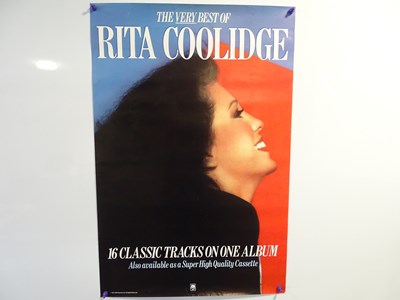 THE VERY BEST OF
RITA COOLIDGE
16 CLASSIC TRACKS ON ONE ALBUM
Also available as a Super High Quality Cassette